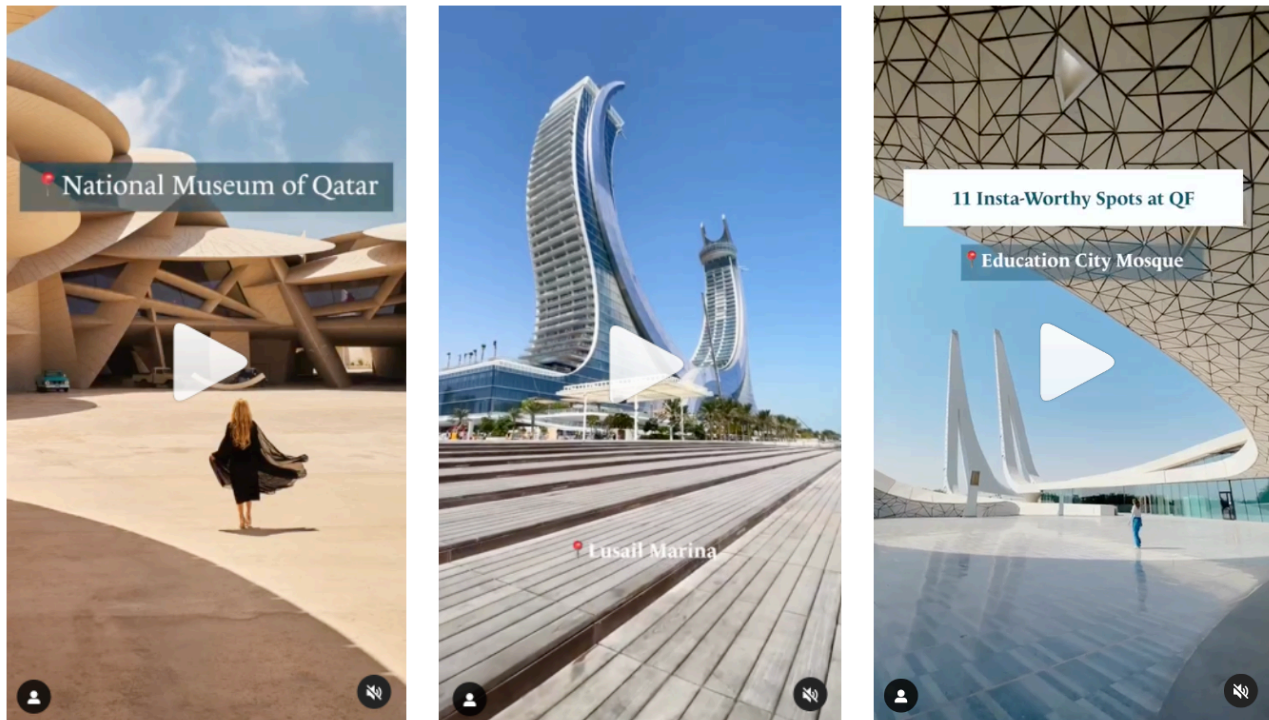 📍National Museum of Qatar
📍Lusail Marina
11 Insta-Worthy Spots at QF
📍Education City Mosque